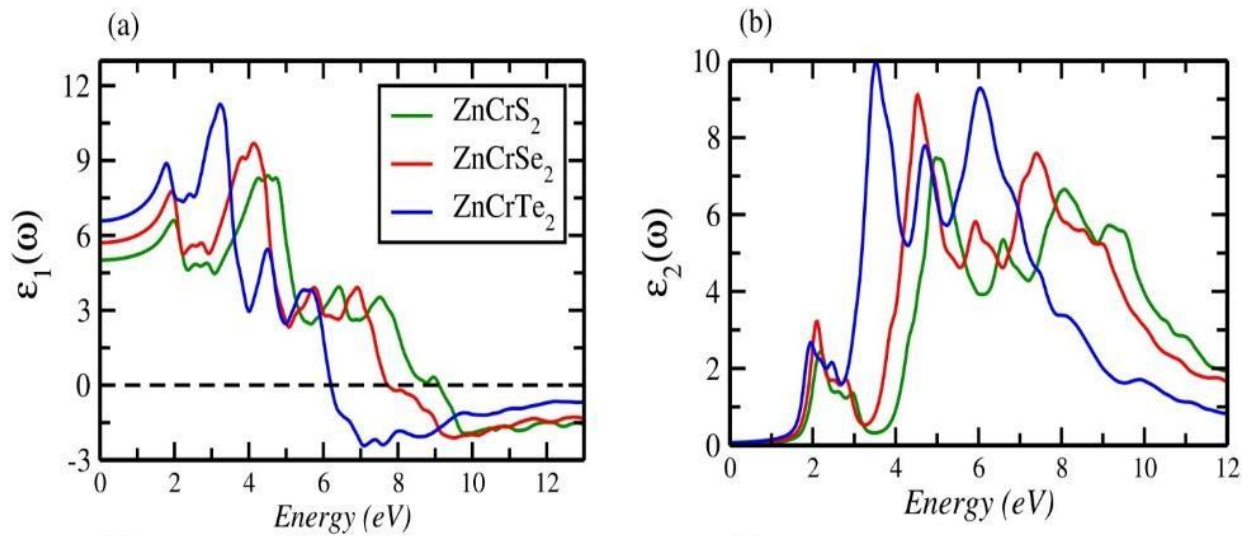 (a)
12
9
6
3
0
-3
ε₁(ω)
ZnCrS₂
ZnCrSe₂
ZnCrTe₂
0 2 4 6 8 10 12
Energy (eV)
(b)
10
8
6
4
2
0
ε₂(ω)
0 2 4 6 8 10 12
Energy (eV)